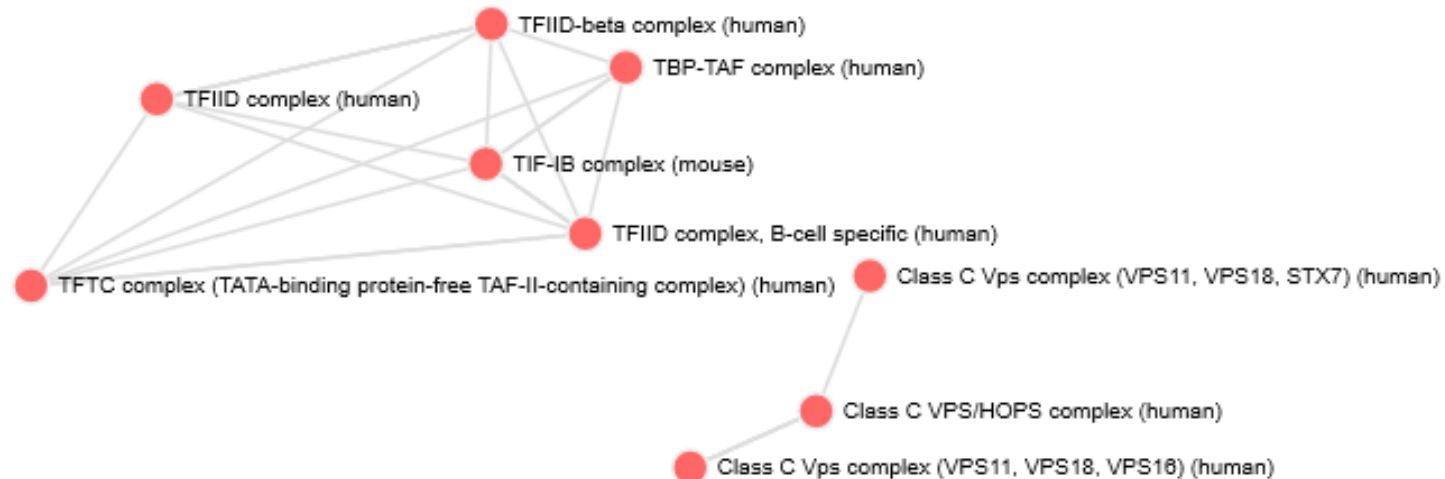 TFIID-beta complex (human)
TBP-TAF complex (human)
TFIID complex (human)
TIF-IB complex (mouse)
TFIID complex, B-cell specific (human)
Class C Vps complex (VPS11, VPS18, STX7) (human)
TFTC complex (TATA-binding protein-free TAF-II-containing complex) (human)
Class C VPS/HOPS complex (human)
Class C Vps complex (VPS11, VPS18, VPS16) (human)